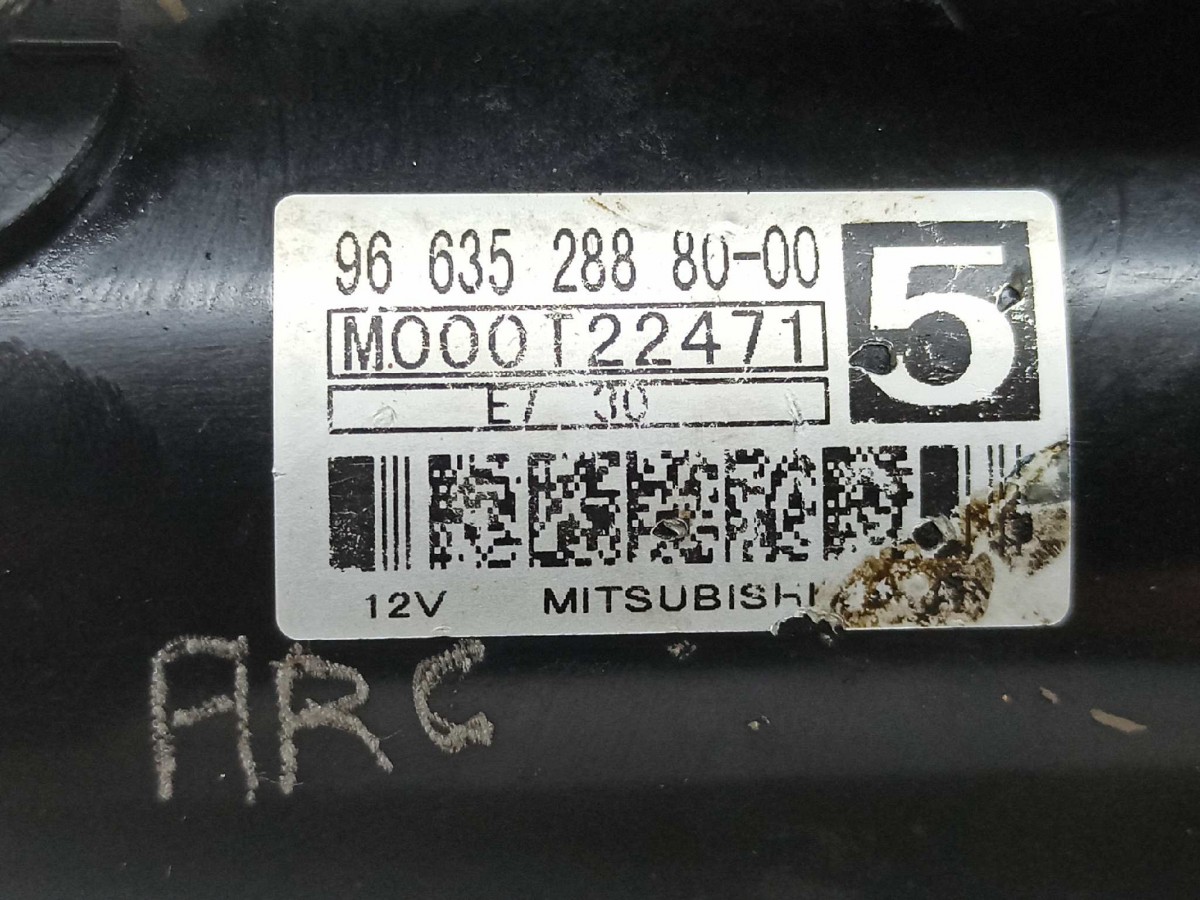 96 635 288 80-00
5
M000T22471
E7 30
12V MITSUBISHI
ARC